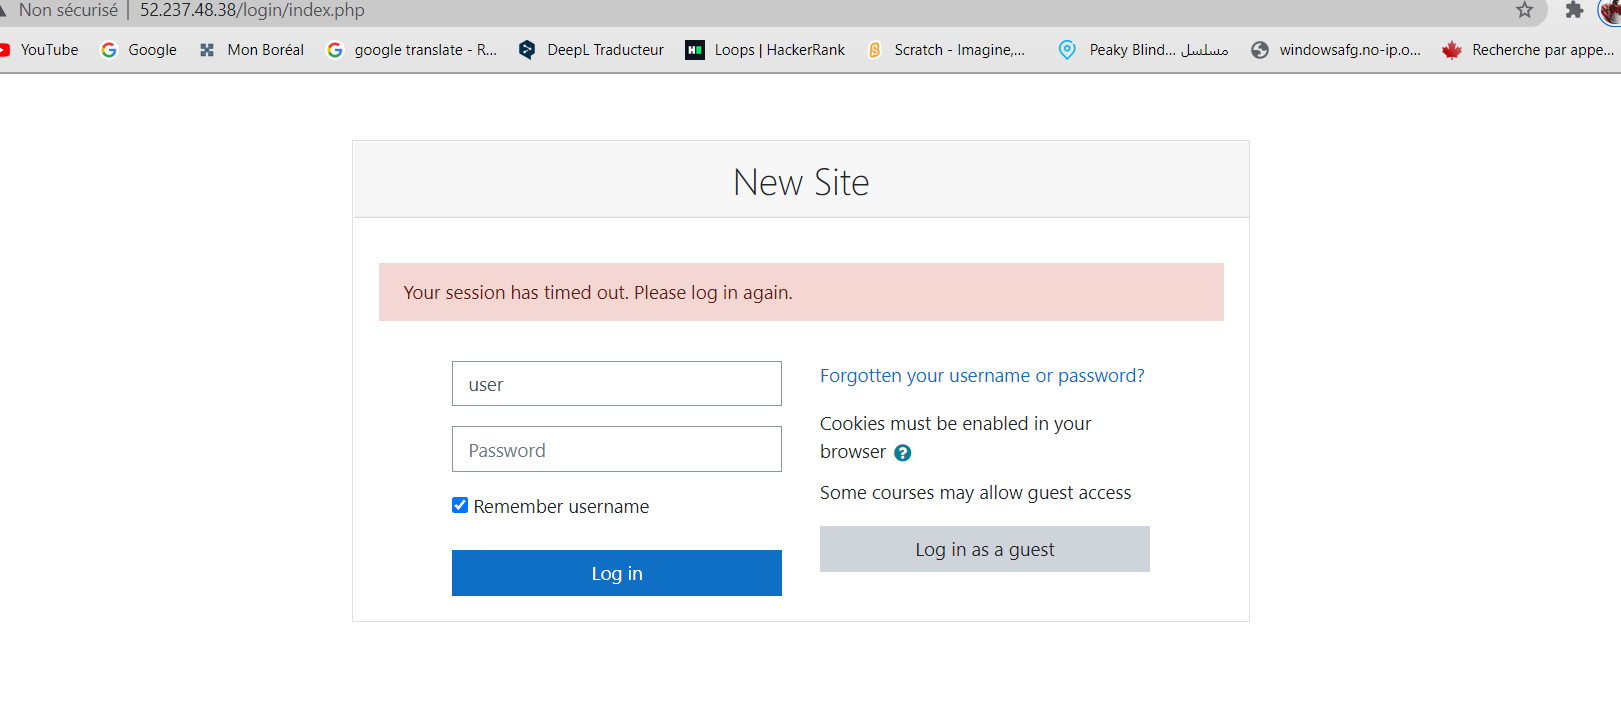 Non sécurisé | 52.237.48.38/login/index.php
YouTube Google Mon Boréal google translate - R... DeepL Traducteur Loops | HackerRank Scratch - Imagine,... Peaky Blind... مسلسل windowsafg.no-ip.o... Recherche par appe...
New Site
Your session has timed out. Please log in again.
user
Password
Remember username
Log in
Forgotten your username or password?
Cookies must be enabled in your
browser ?
Some courses may allow guest access
Log in as a guest